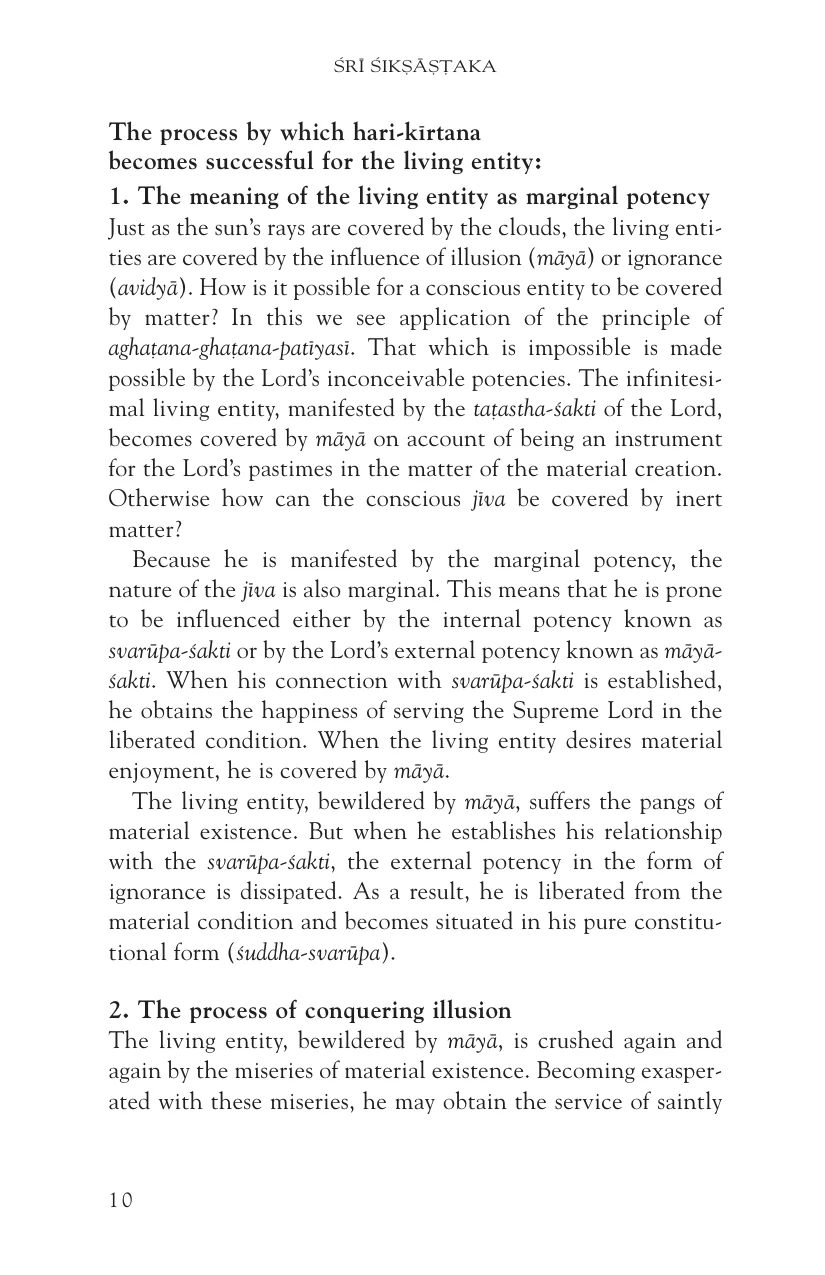 ŚRĪ ŚIKṢĀṢṬAKA
The process by which hari-kīrtana
becomes successful for the living entity:
1. The meaning of the living entity as marginal potency
Just as the sun’s rays are covered by the clouds, the living enti-
ties are covered by the influence of illusion (māyā) or ignorance
(avidyā). How is it possible for a conscious entity to be covered
by matter? In this we see application of the principle of
aghaṭana-ghaṭana-patīyasī. That which is impossible is made
possible by the Lord’s inconceivable potencies. The infinitesi-
mal living entity, manifested by the taṭastha-śakti of the Lord,
becomes covered by māyā on account of being an instrument
for the Lord’s pastimes in the matter of the material creation.
Otherwise how can the conscious jīva be covered by inert
matter?
Because he is manifested by the marginal potency, the
nature of the jīva is also marginal. This means that he is prone
to be influenced either by the internal potency known as
svarūpa-śakti or by the Lord’s external potency known as māyā-
śakti. When his connection with svarūpa-śakti is established,
he obtains the happiness of serving the Supreme Lord in the
liberated condition. When the living entity desires material
enjoyment, he is covered by māyā.
The living entity, bewildered by māyā, suffers the pangs of
material existence. But when he establishes his relationship
with the svarūpa-śakti, the external potency in the form of
ignorance is dissipated. As a result, he is liberated from the
material condition and becomes situated in his pure constitu-
tional form (śuddha-svarūpa).
2. The process of conquering illusion
The living entity, bewildered by māyā, is crushed again and
again by the miseries of material existence. Becoming exasper-
ated with these miseries, he may obtain the service of saintly
10